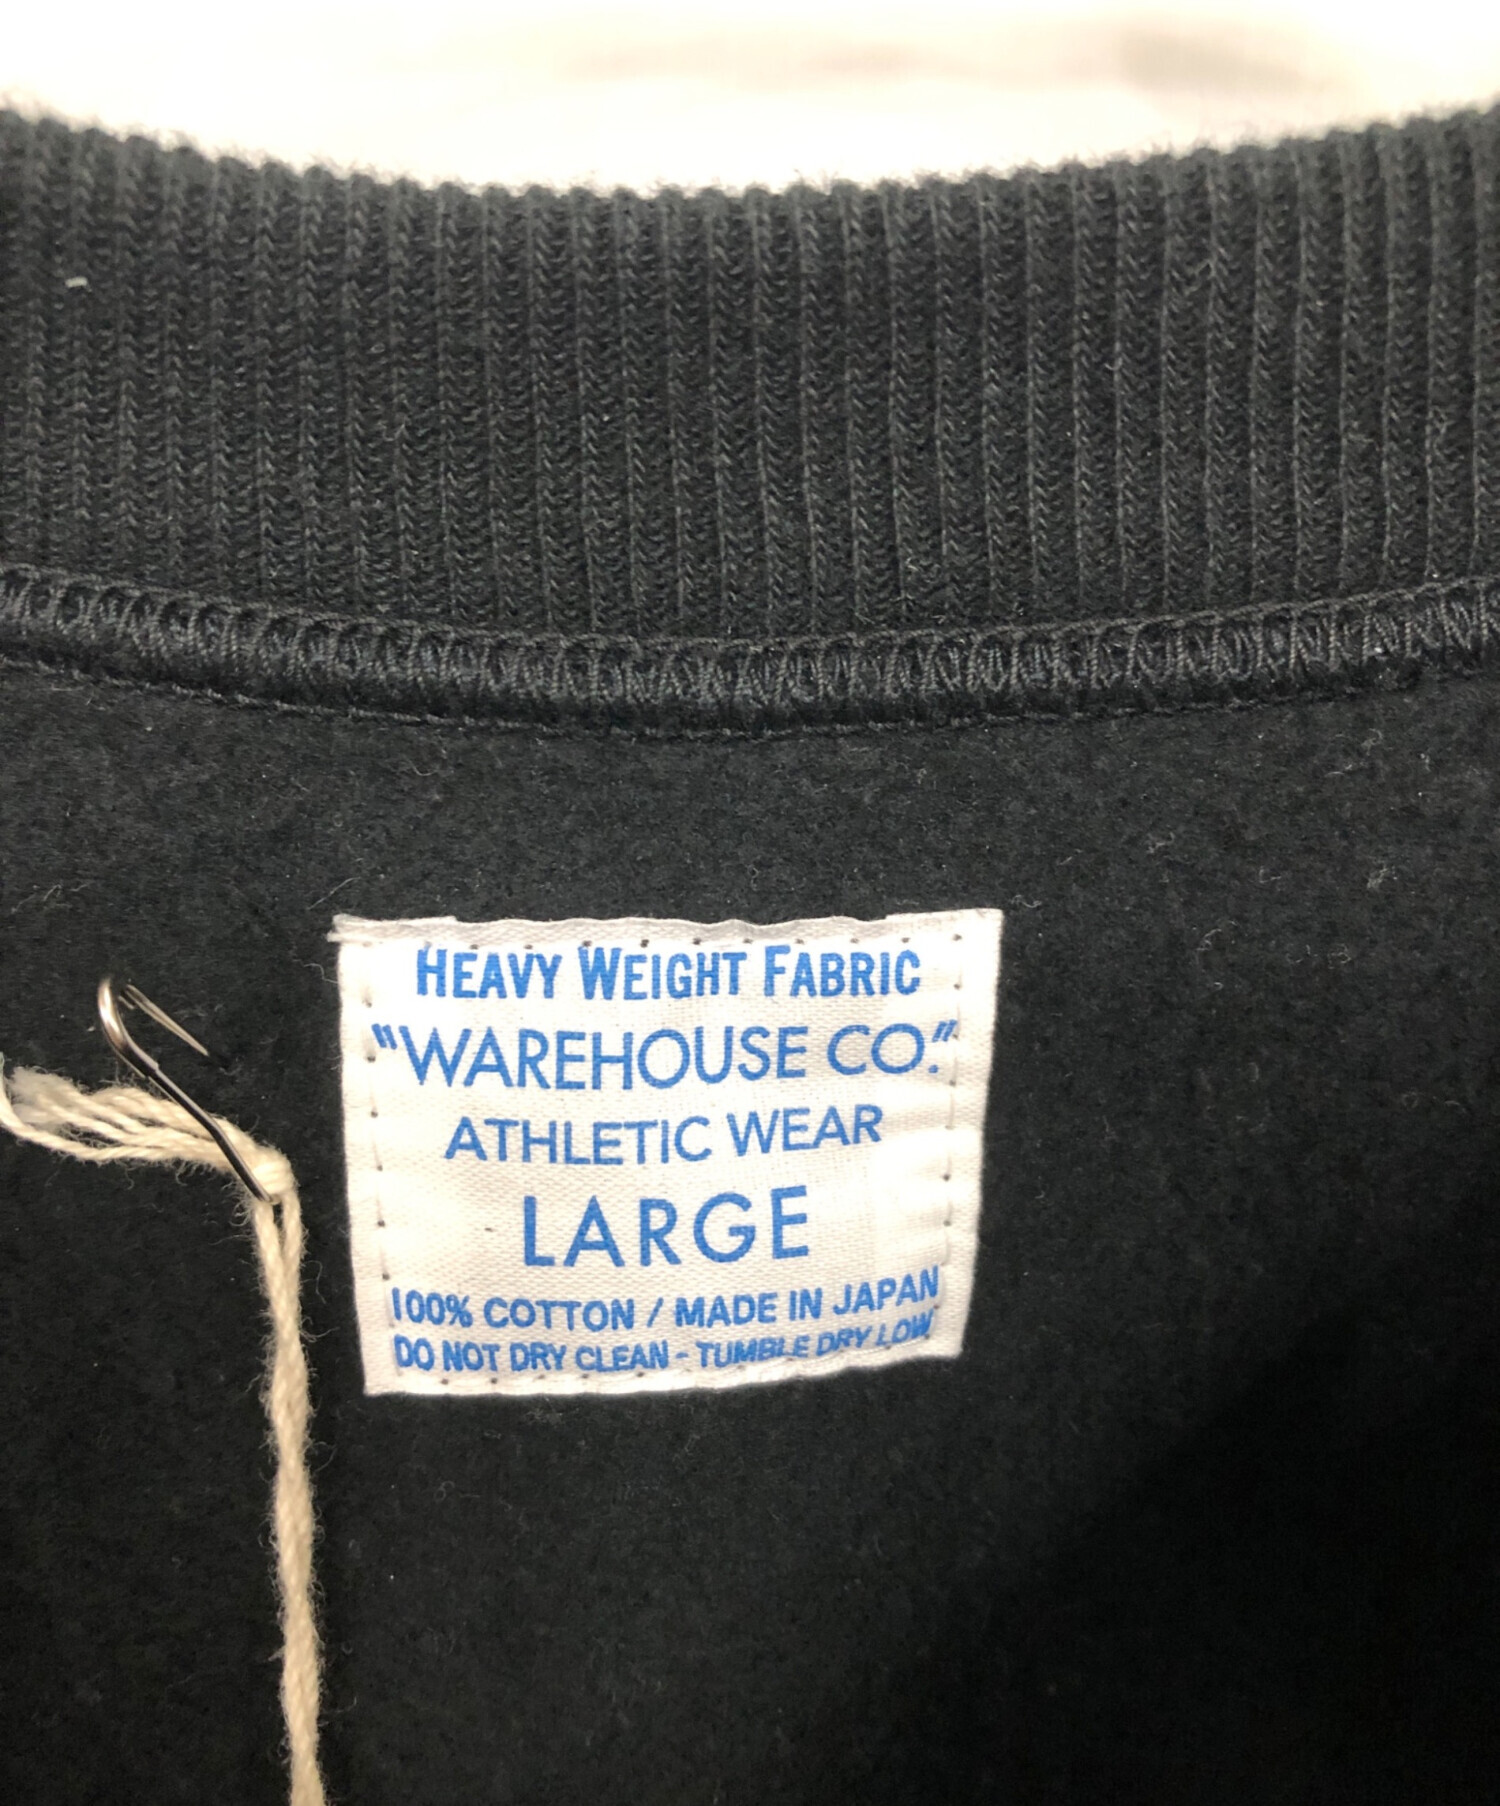 HEAVY WEIGHT FABRIC
"WAREHOUSE CO."
ATHLETIC WEAR
LARGE
100% COTTON / MADE IN JAPAN
DO NOT DRY CLEAN - TUMBLE DRY LOW